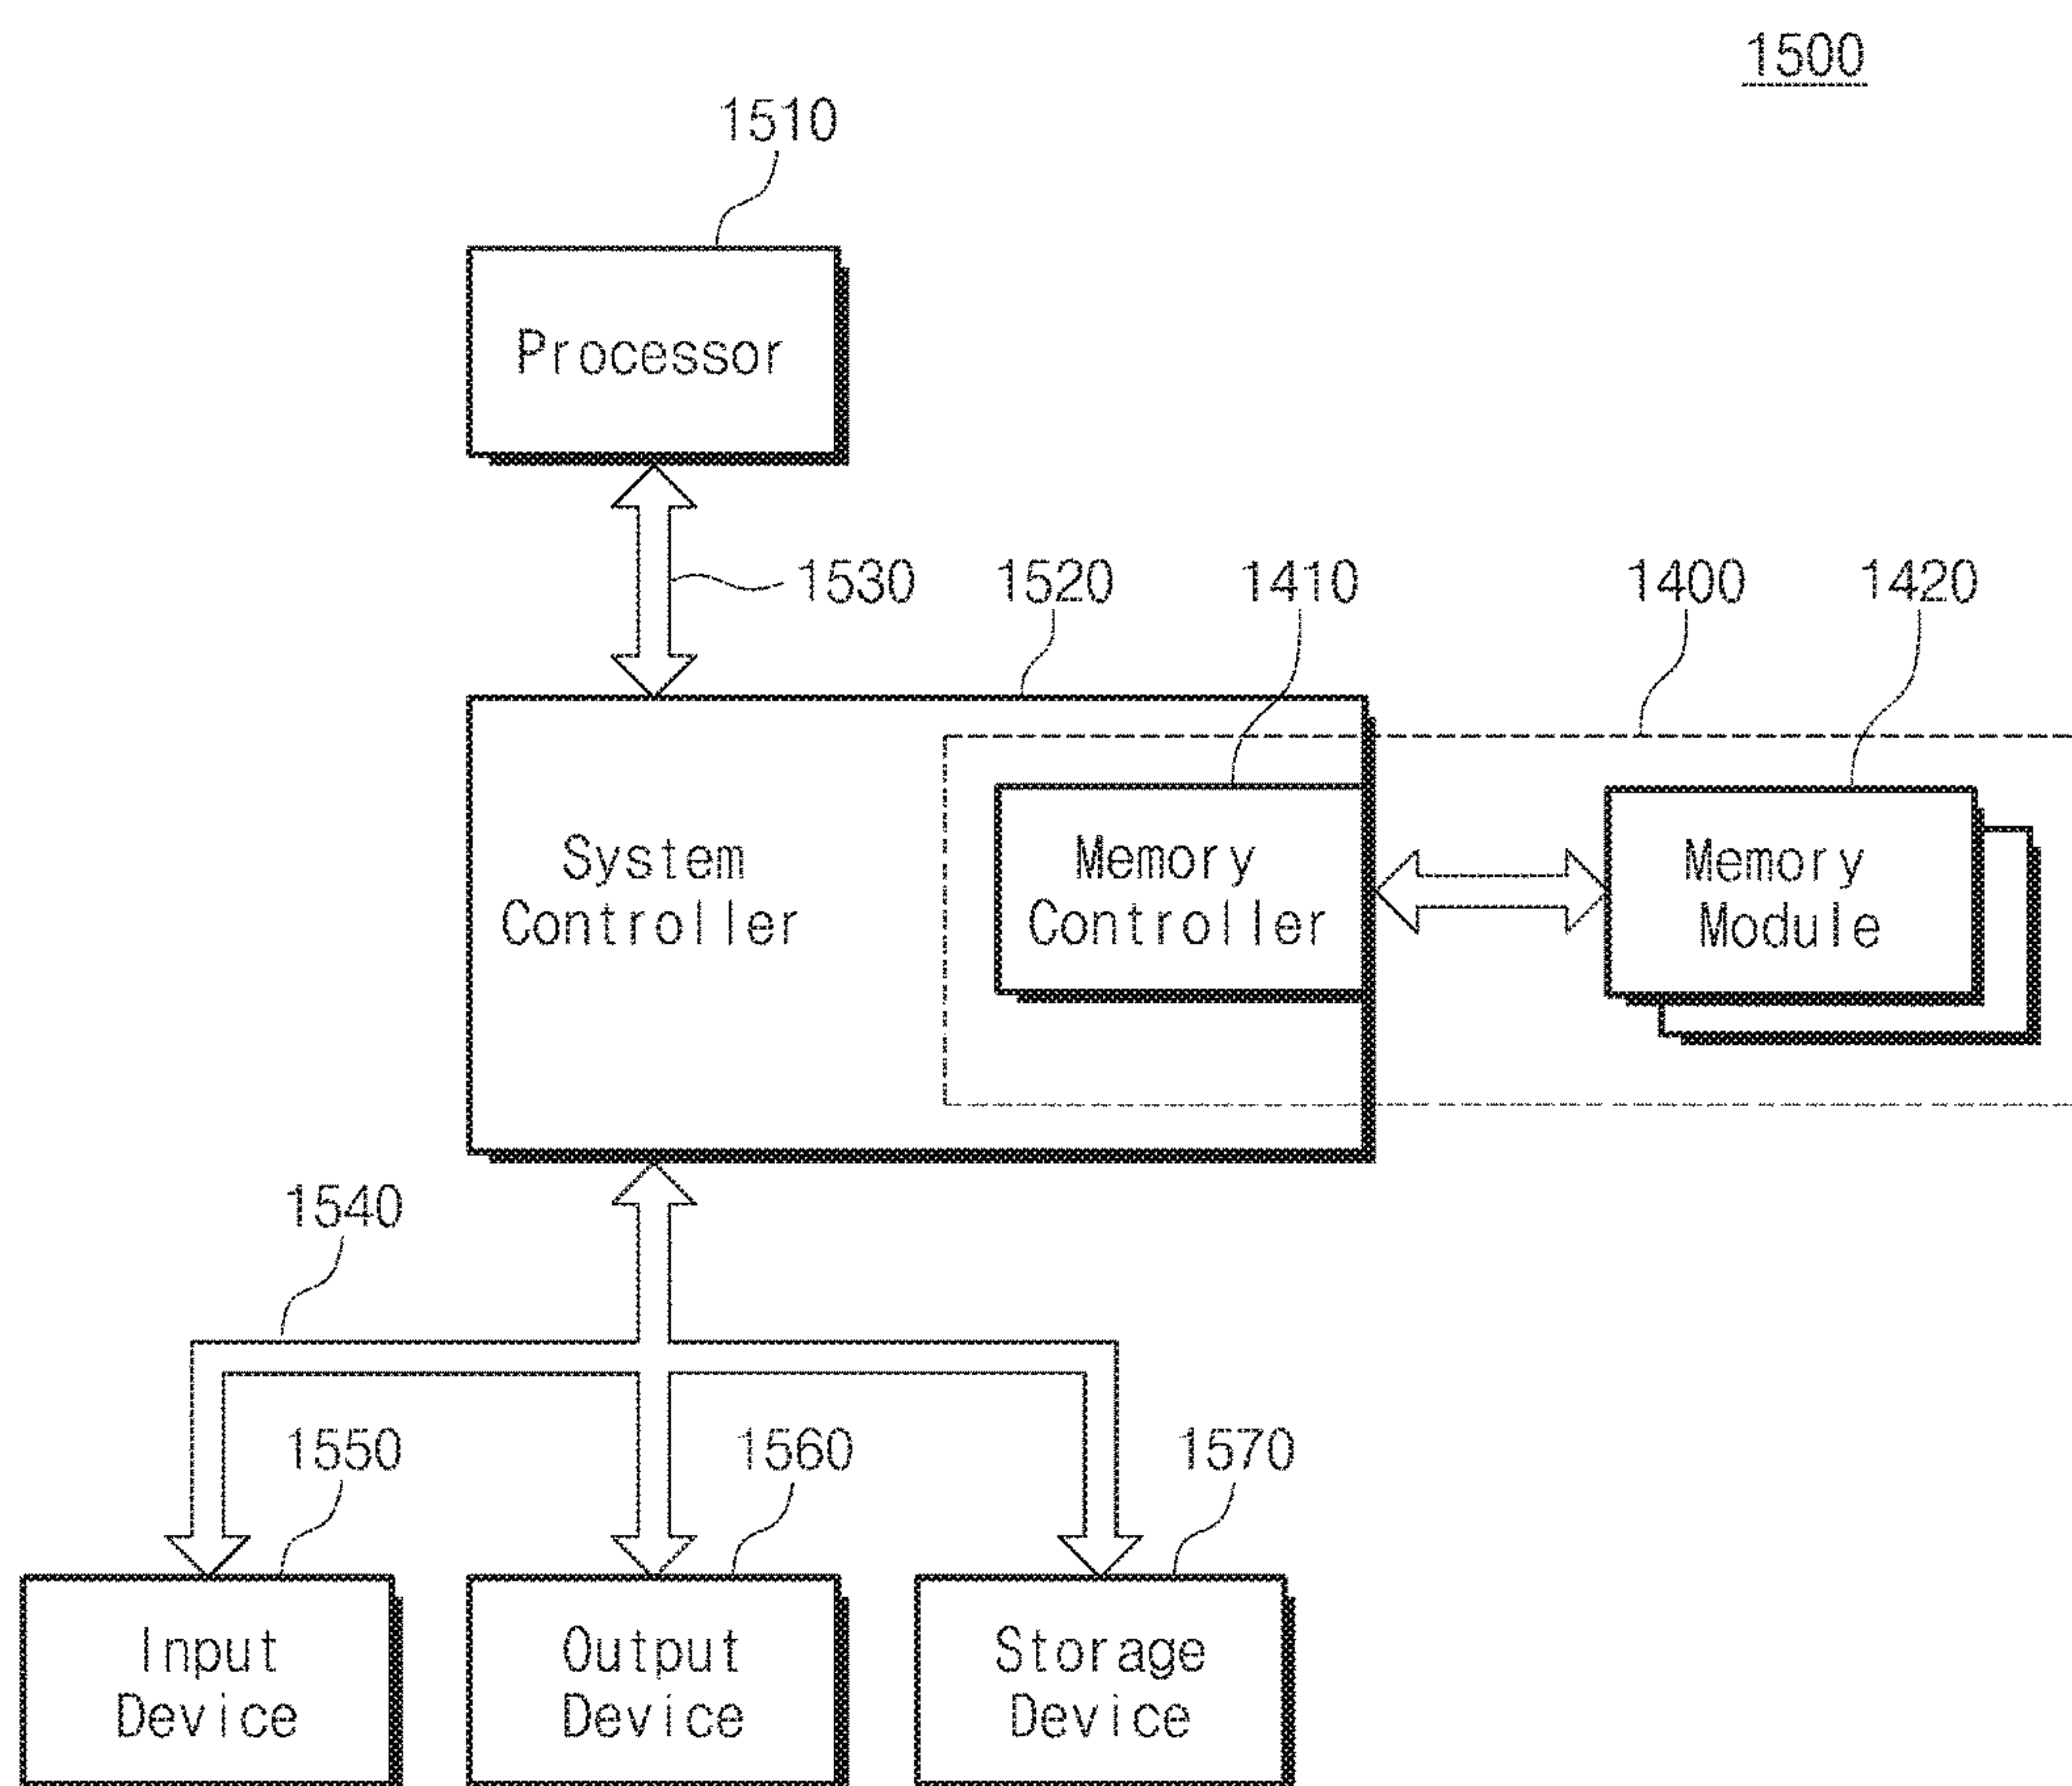 1500
1510
Processor
1530
1520
1410
1400
1420
System
Controller
Memory
Controller
Memory
Module
1540
1550
1560
1570
Input
Device
Output
Device
Storage
Device